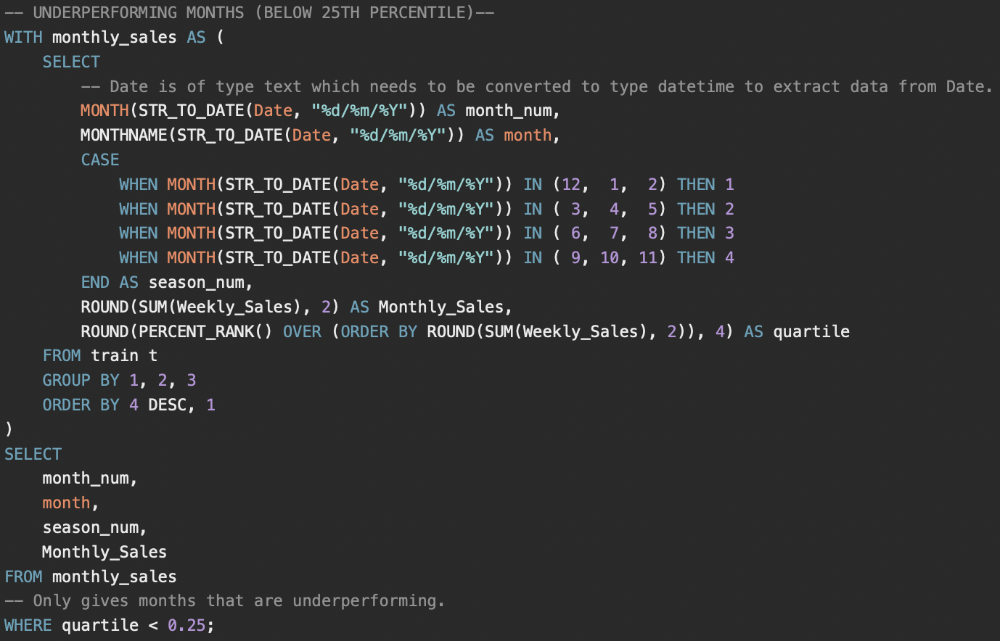 -- UNDERPERFORMING MONTHS (BELOW 25TH PERCENTILE)--
WITH monthly_sales AS (
    SELECT
        -- Date is of type text which needs to be converted to type datetime to extract data from Date.
        MONTH(STR_TO_DATE(Date, "%d/%m/%Y")) AS month_num,
        MONTHNAME(STR_TO_DATE(Date, "%d/%m/%Y")) AS month,
        CASE
            WHEN MONTH(STR_TO_DATE(Date, "%d/%m/%Y")) IN (12,  1,  2) THEN 1
            WHEN MONTH(STR_TO_DATE(Date, "%d/%m/%Y")) IN ( 3,  4,  5) THEN 2
            WHEN MONTH(STR_TO_DATE(Date, "%d/%m/%Y")) IN ( 6,  7,  8) THEN 3
            WHEN MONTH(STR_TO_DATE(Date, "%d/%m/%Y")) IN ( 9, 10, 11) THEN 4
        END AS season_num,
        ROUND(SUM(Weekly_Sales), 2) AS Monthly_Sales,
        ROUND(PERCENT_RANK() OVER (ORDER BY ROUND(SUM(Weekly_Sales), 2)), 4) AS quartile
    FROM train t
    GROUP BY 1, 2, 3
    ORDER BY 4 DESC, 1
)
SELECT
    month_num,
    month,
    season_num,
    Monthly_Sales
FROM monthly_sales
-- Only gives months that are underperforming.
WHERE quartile < 0.25;